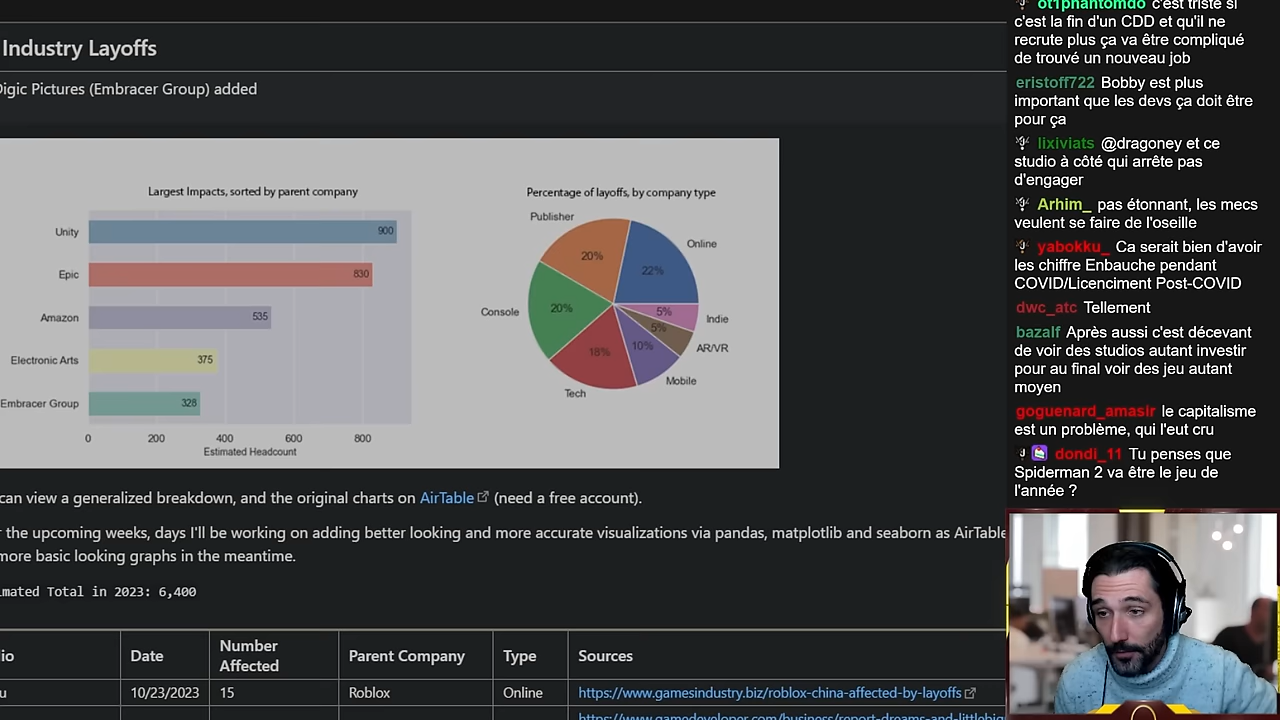 Industry Layoffs
Digic Pictures (Embracer Group) added
Largest Impacts, sorted by parent company
Unity
900
Epic
830
Amazon
535
Electronic Arts
375
Embracer Group
328
0 200 400 600 800
Estimated Headcount
Percentage of layoffs, by company type
Publisher
20%
Online
22%
Console
20%
5%
Indie
5%
AR/VR
10%
Mobile
18%
Tech
can view a generalized breakdown, and the original charts on AirTable (need a free account).
r the upcoming weeks, days I'll be working on adding better looking and more accurate visualizations via pandas, matplotlib and seaborn as AirTable
more basic looking graphs in the meantime.
mated Total in 2023: 6,400
io Date Number Affected Parent Company Type Sources
u 10/23/2023 15 Roblox Online https://www.gamesindustry.biz/roblox-china-affected-by-layoffs
https://www.gamedeveloper.com/business/report-dreams-and-littlebig
ot1phantomdo c'est triste si
c'est la fin d'un CDD et qu'il ne
recrute plus ça va être compliqué
de trouvé un nouveau job
eristoff722 Bobby est plus
important que les devs ça doit être
pour ça
lixiviats @dragoney et ce
studio à côté qui arrête pas
d'engager
Arhim_ pas étonnant, les mecs
veulent se faire de l'oseille
yabokku_ Ca serait bien d'avoir
les chiffre Enbauche pendant
COVID/Licenciment Post-COVID
dwc_atc Tellement
bazalf Après aussi c'est décevant
de voir des studios autant investir
pour au final voir des jeu autant
moyen
goguenard_amasir le capitalisme
est un problème, qui l'eut cru
dondi_11 Tu penses que
Spiderman 2 va être le jeu de
l'année ?